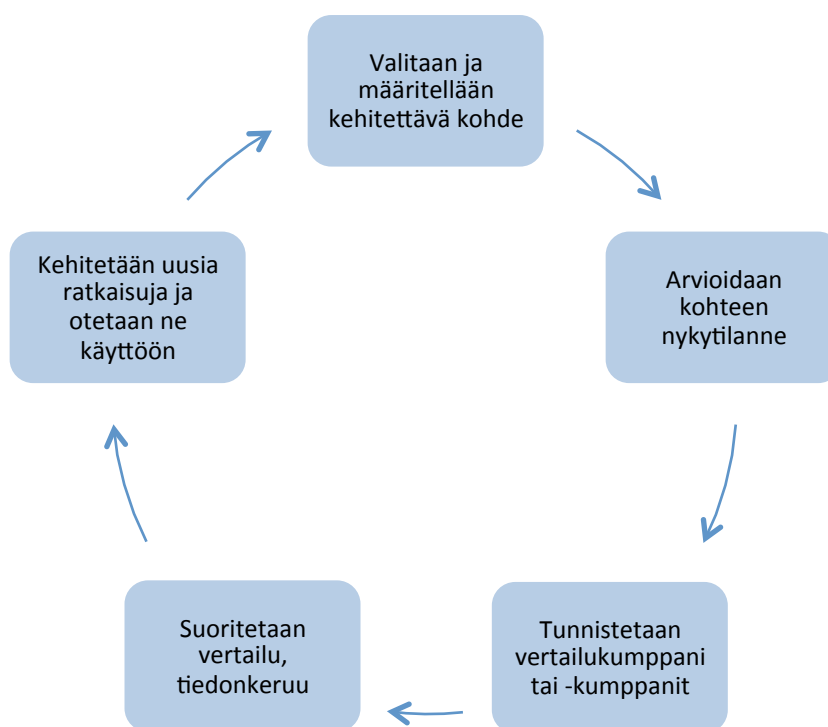 Valitaan ja
määritellään
kehitettävä kohde
Arvioidaan
kohteen
nykytilanne
Tunnistetaan
vertailukumppani
tai -kumppanit
Suoritetaan
vertailu,
tiedonkeruu
Kehitetään uusia
ratkaisuja ja
otetaan ne
käyttöön